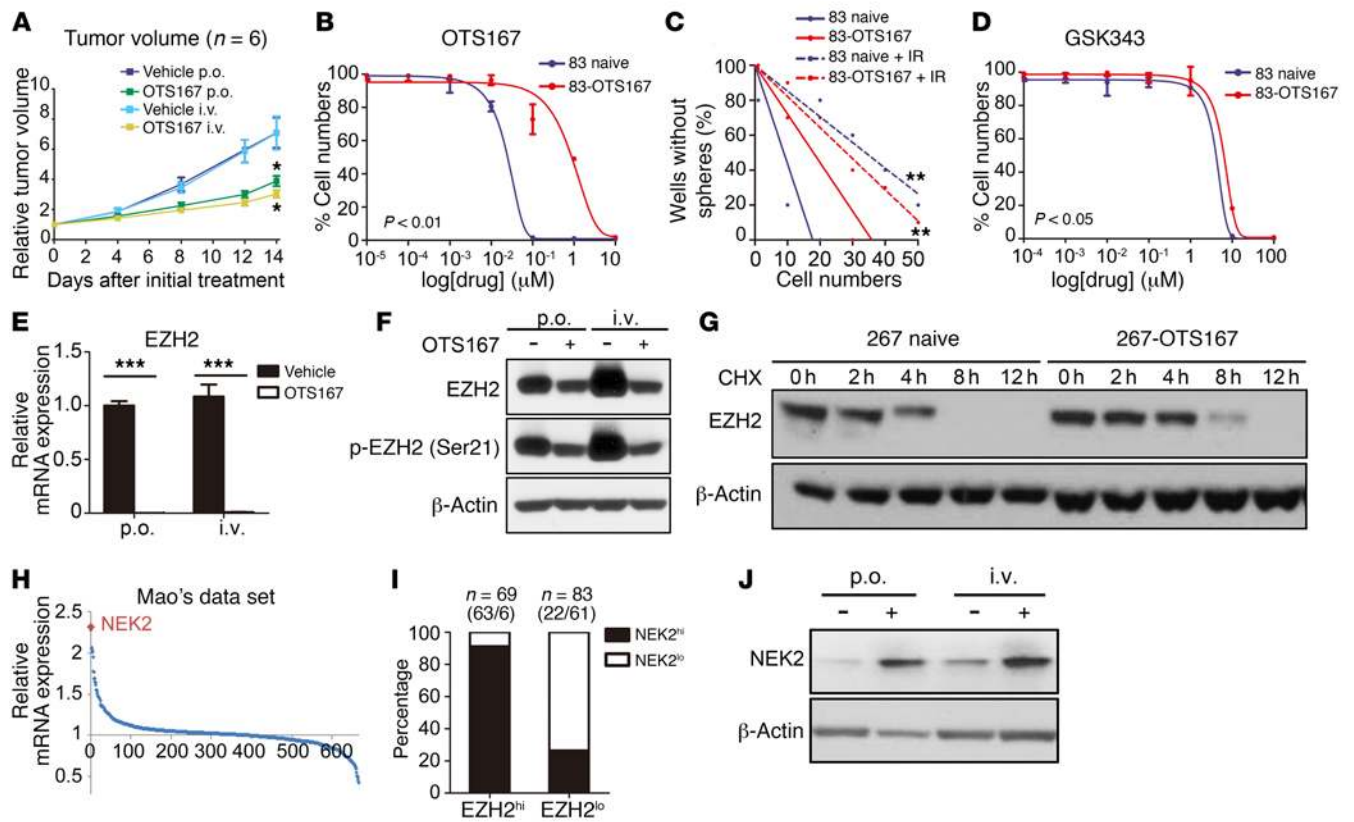 A
Tumor volume (n = 6)
Vehicle p.o.
OTS167 p.o.
Vehicle i.v.
OTS167 i.v.
Relative tumor volume
10
8
6
4
2
0
*
*
0 2 4 6 8 10 12 14
Days after initial treatment
B
OTS167
83 naive
83-OTS167
% Cell numbers
100
80
60
40
20
0
P < 0.01
10-5 10-4 10-3 10-2 10-1 1 10
log[drug] (μM)
C
83 naive
83-OTS167
83 naive + IR
83-OTS167 + IR
Wells without
spheres (%)
100
80
60
40
20
0
**
**
0 10 20 30 40 50
Cell numbers
D
GSK343
83 naive
83-OTS167
% Cell numbers
100
80
60
40
20
0
P < 0.05
10-4 10-3 10-2 10-1 1 10 100
log[drug] (μM)
E
EZH2
Relative
mRNA expression
1.5
1.0
0.5
0
*** ***
Vehicle
OTS167
p.o. i.v.
F
p.o. i.v.
OTS167 – + – +
EZH2
p-EZH2 (Ser21)
β-Actin
G
267 naive 267-OTS167
CHX 0 h 2 h 4 h 8 h 12 h 0 h 2 h 4 h 8 h 12 h
EZH2
β-Actin
H
Mao's data set
NEK2
Relative
mRNA expression
2.5
2
1.5
1
0.5
0 100 200 300 400 500 600
I
n = 69 n = 83
(63/6) (22/61)
NEK2hi
NEK2lo
Percentage
100
80
60
40
20
0
EZH2hi EZH2lo
J
p.o. i.v.
– + – +
NEK2
β-Actin